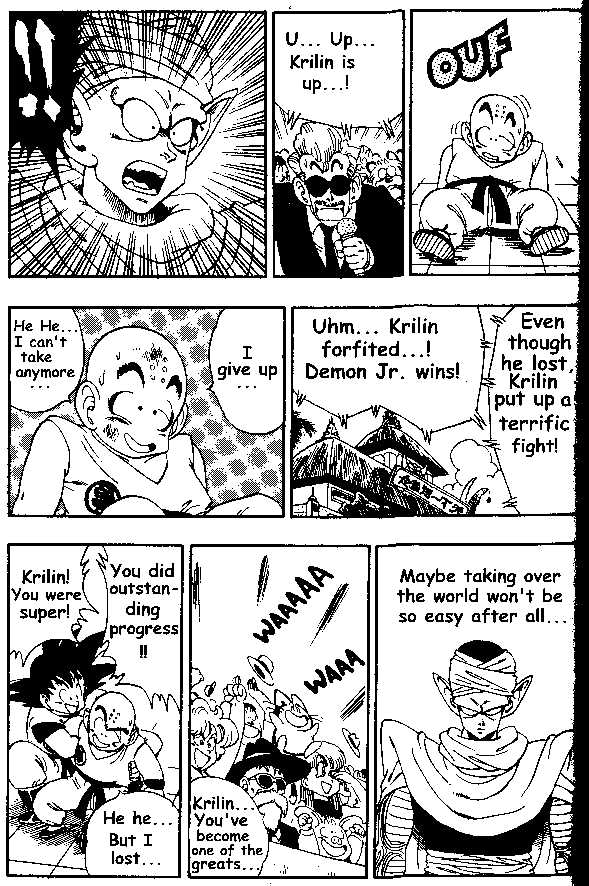 !!
U... Up...
Krilin is
up...!
OUF
He He...
I can't
take
anymore
...
I
give up
...
Uhm... Krilin
forfited...!
Demon Jr. wins!
Even
though
he lost,
Krilin
put up a
terrific
fight!
Krilin!
You were
super!
You did
outstan-
ding
progress
!!
He he...
But I
lost...
WAAAAA
WAAA
Krilin...
You've
become
one of the
greats...
Maybe taking over
the world won't be
so easy after all...